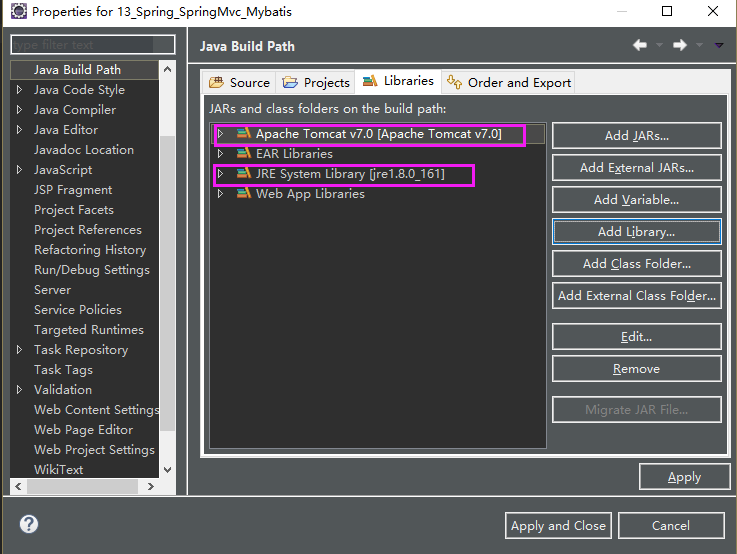 Properties for 13_Spring_SpringMvc_Mybatis
type filter text
Java Build Path
Java Code Style
Java Compiler
Java Editor
Javadoc Location
JavaScript
JSP Fragment
Project Facets
Project References
Refactoring History
Run/Debug Settings
Server
Service Policies
Targeted Runtimes
Task Repository
Task Tags
Validation
Web Content Settings
Web Page Editor
Web Project Settings
WikiText
Java Build Path
Source Projects Libraries Order and Export
JARs and class folders on the build path:
Apache Tomcat v7.0 [Apache Tomcat v7.0]
EAR Libraries
JRE System Library [jre1.8.0_161]
Web App Libraries
Add JARs...
Add External JARs...
Add Variable...
Add Library...
Add Class Folder...
Add External Class Folder...
Edit...
Remove
Migrate JAR File...
Apply
?
Apply and Close Cancel